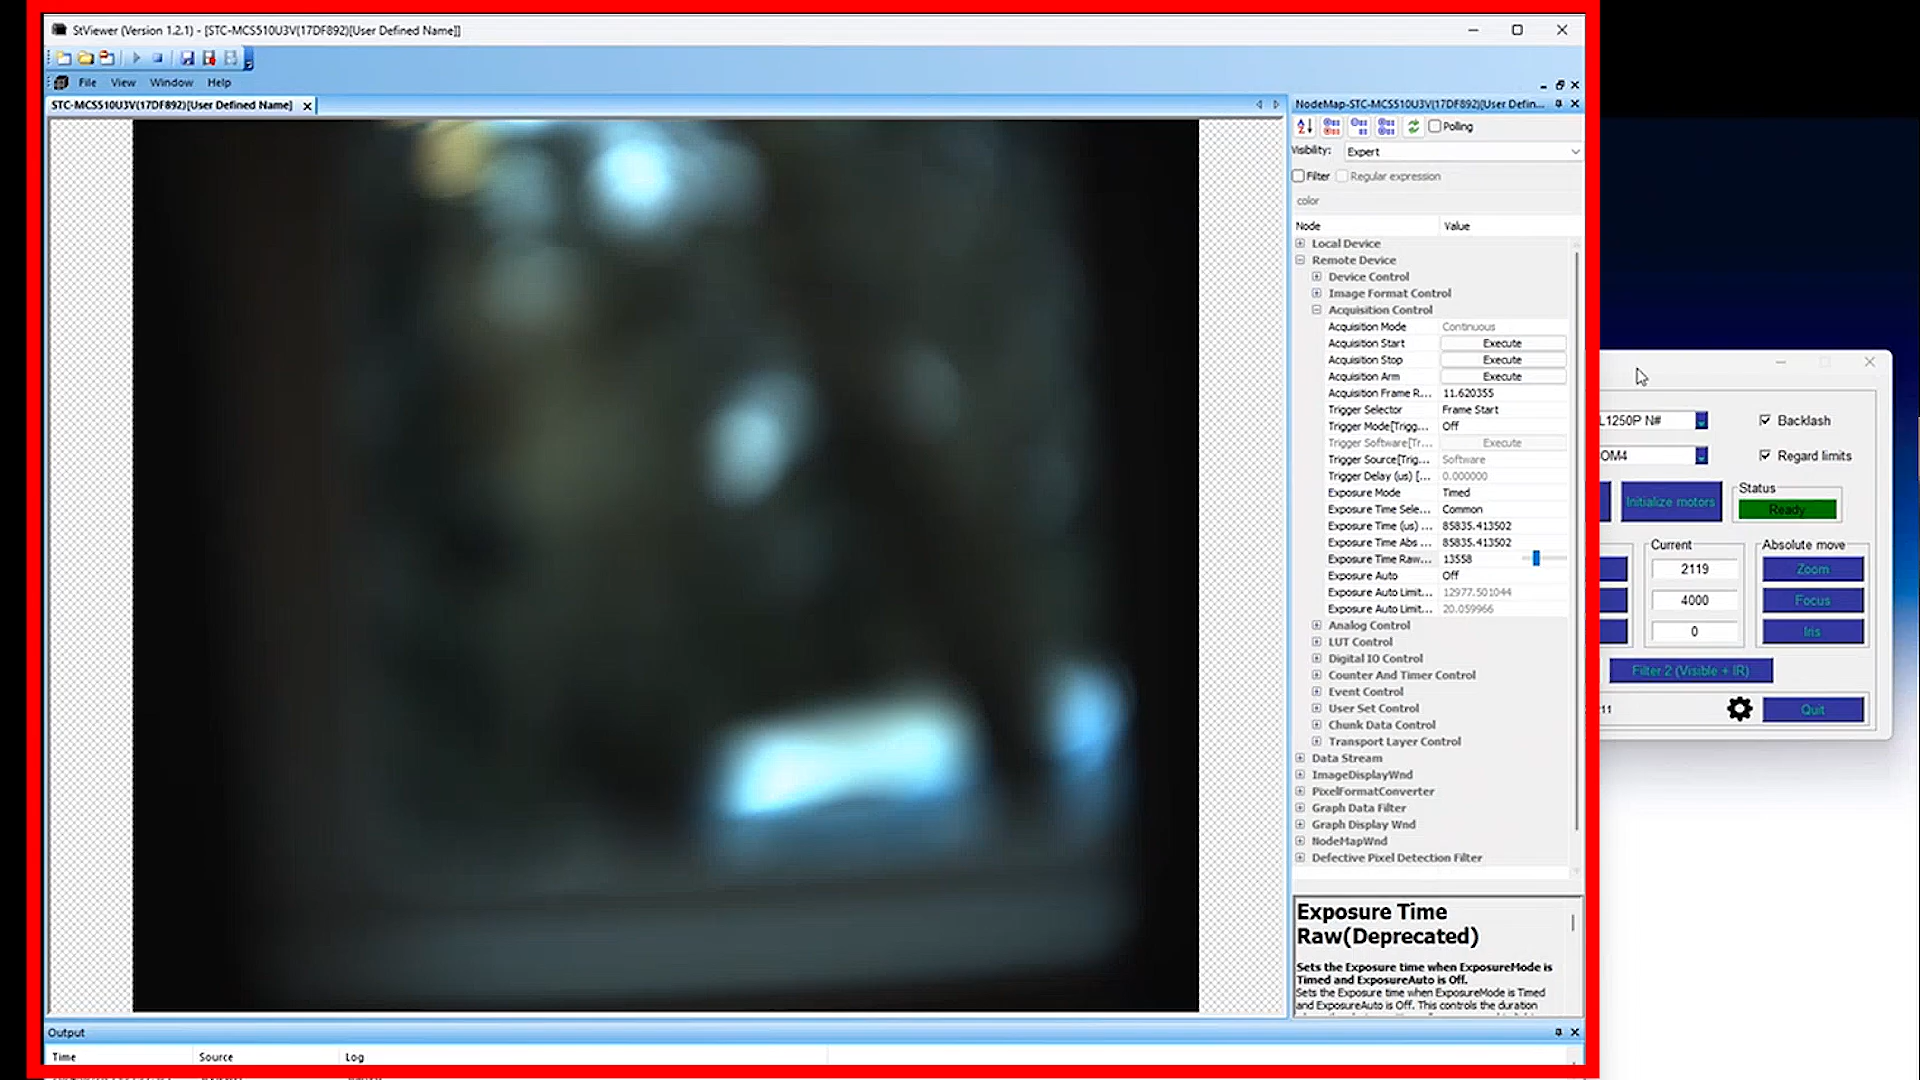 StViewer (Version 1.2.1) - [STC-MCS510U3V(17DF892)[User Defined Name]]
File View Window Help
STC-MCS510U3V(17DF892)[User Defined Name]
NodeMap-STC-MCS510U3V(17DF892)[User Defin...
Polling
Visibility: Expert
Filter Regular expression
color
Node Value
Local Device
Remote Device
Device Control
Image Format Control
Acquisition Control
Acquisition Mode Continuous
Acquisition Start Execute
Acquisition Stop Execute
Acquisition Arm Execute
Acquisition Frame R... 11.620355
Trigger Selector Frame Start
Trigger Mode[Trigg... Off
Trigger Software[Tr... Execute
Trigger Source[Trig... Software
Trigger Delay (us) [... 0.000000
Exposure Mode Timed
Exposure Time Sele... Common
Exposure Time (us) ... 85835.413502
Exposure Time Abs ... 85835.413502
Exposure Time Raw... 13558
Exposure Auto Off
Exposure Auto Limit... 12977.501044
Exposure Auto Limit... 20.059966
Analog Control
LUT Control
Digital IO Control
Counter And Timer Control
Event Control
User Set Control
Chunk Data Control
Transport Layer Control
Data Stream
ImageDisplayWnd
PixelFormatConverter
Graph Data Filter
Graph Display Wnd
NodeMapWnd
Defective Pixel Detection Filter
Exposure Time
Raw(Deprecated)
Sets the Exposure time when ExposureMode is
Timed and ExposureAuto is Off.
Sets the Exposure time when ExposureMode is Timed
and ExposureAuto is Off. This controls the duration
Output
Time Source Log
L1250P N# Backlash
OM4 Regard limits
Initialize motors
Status
Ready
Current
Absolute move
2119 Zoom
4000 Focus
0 Iris
Filter 2 (Visible + IR)
Quit